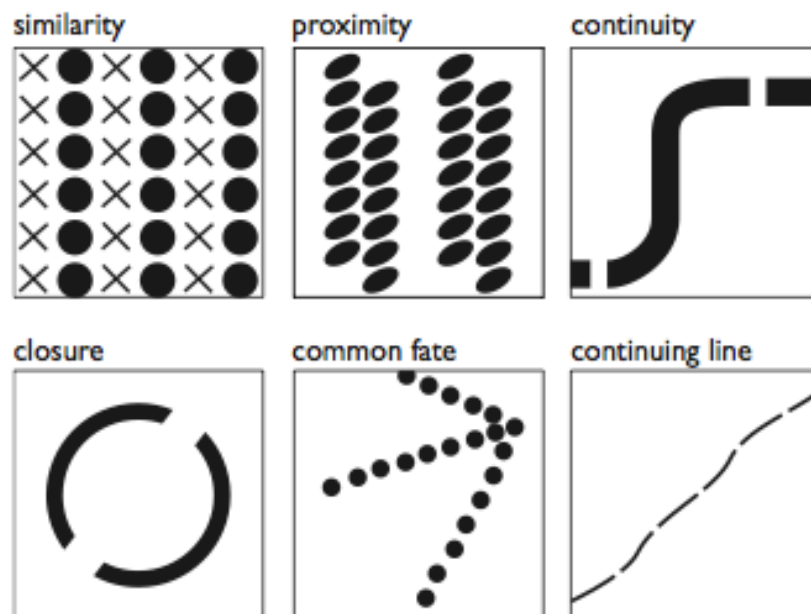 similarity
proximity
continuity
closure
common fate
continuing line